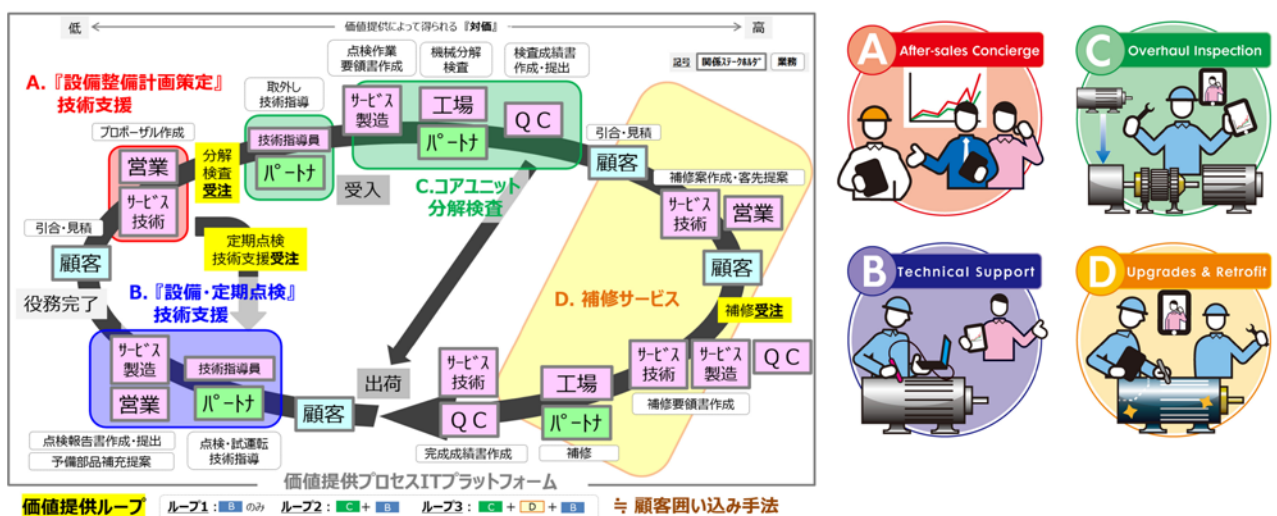 低
価値提供によって得られる『対価』
高
点検作業
要領書作成
機械分解
検査
検査成績書
作成・提出
記号
関係ｽﾃｰｸﾎﾙﾀﾞ
業務
A.『設備整備計画策定』
技術支援
取外し
技術指導
ｻｰﾋﾞｽ
製造
工場
QC
パートナ
プロポーザル作成
営業
ｻｰﾋﾞｽ
技術
分解
検査
受注
技術指導員
パートナ
受入
C.コアユニット
分解検査
引合・見積
顧客
補修案作成・客先提案
ｻｰﾋﾞｽ
技術
営業
顧客
補修受注
引合・見積
顧客
役務完了
定期点検
技術支援受注
B.『設備・定期点検』
技術支援
D. 補修サービス
ｻｰﾋﾞｽ
製造
営業
技術指導員
パートナ
顧客
出荷
ｻｰﾋﾞｽ
技術
QC
工場
パートナ
ｻｰﾋﾞｽ
技術
ｻｰﾋﾞｽ
製造
QC
補修要領書作成
点検報告書作成・提出
予備部品補充提案
点検・試運転
技術指導
完成成績書作成
補修
価値提供プロセスITプラットフォーム
価値提供ループ
ループ1：B のみ
ループ2：C + B
ループ3：C + D + B
≒ 顧客囲い込み手法
A After-sales Concierge
C Overhaul Inspection
B Technical Support
D Upgrades & Retrofit